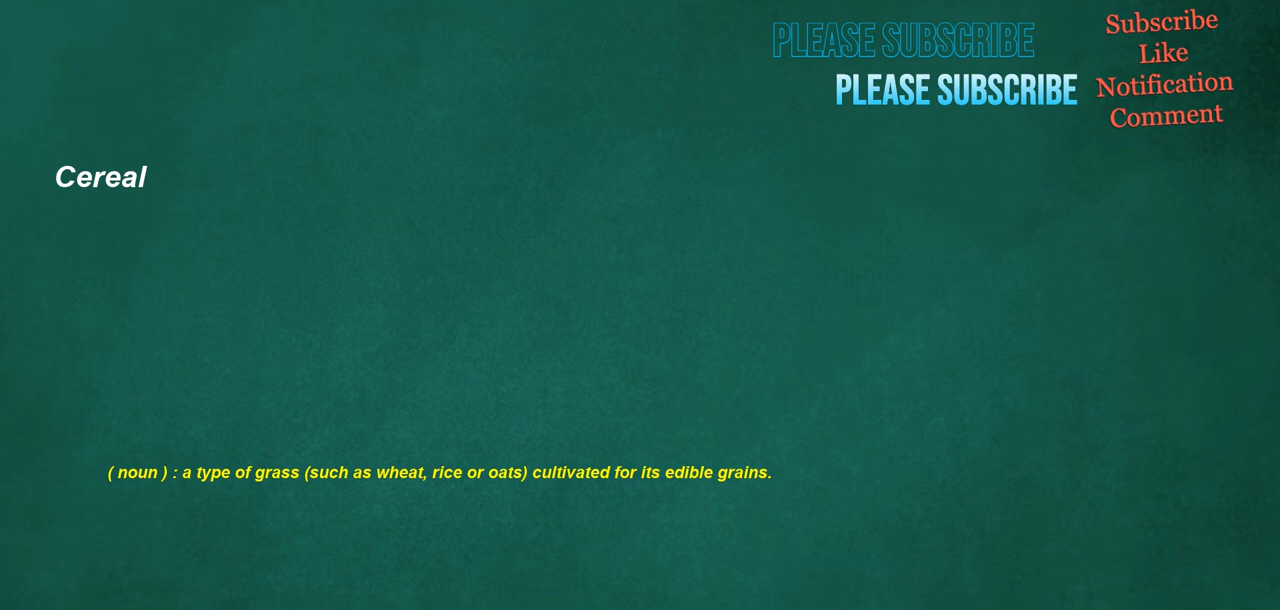 PLEASE SUBSCRIBE
PLEASE SUBSCRIBE
Subscribe
Like
Notification
Comment
Cereal
( noun ) : a type of grass (such as wheat, rice or oats) cultivated for its edible grains.